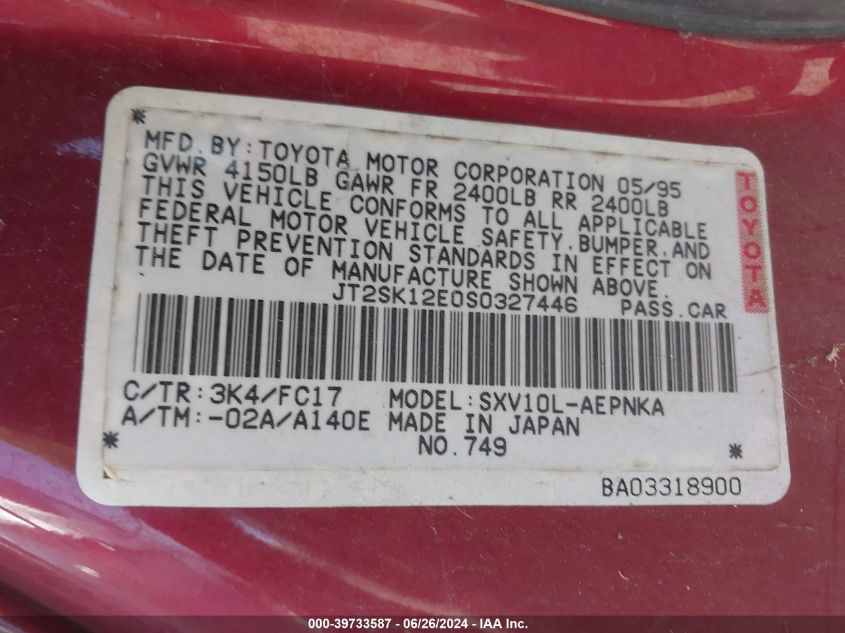 *
MFD. BY:TOYOTA MOTOR CORPORATION 05/95
GVWR 4150LB GAWR FR 2400LB RR 2400LB
THIS VEHICLE CONFORMS TO ALL APPLICABLE
FEDERAL MOTOR VEHICLE SAFETY.BUMPER.AND
THEFT PREVENTION STANDARDS IN EFFECT ON
THE DATE OF MANUFACTURE SHOWN ABOVE.
JT2SK12E0S0327446 PASS.CAR
TOYOTA
C/TR:3K4/FC17 MODEL:SXV10L-AEPNKA
A/TM:-02A/A140E MADE IN JAPAN
* NO.749 *
BA03318900
000-39733587 / 06/26/2024 - IAA Inc.